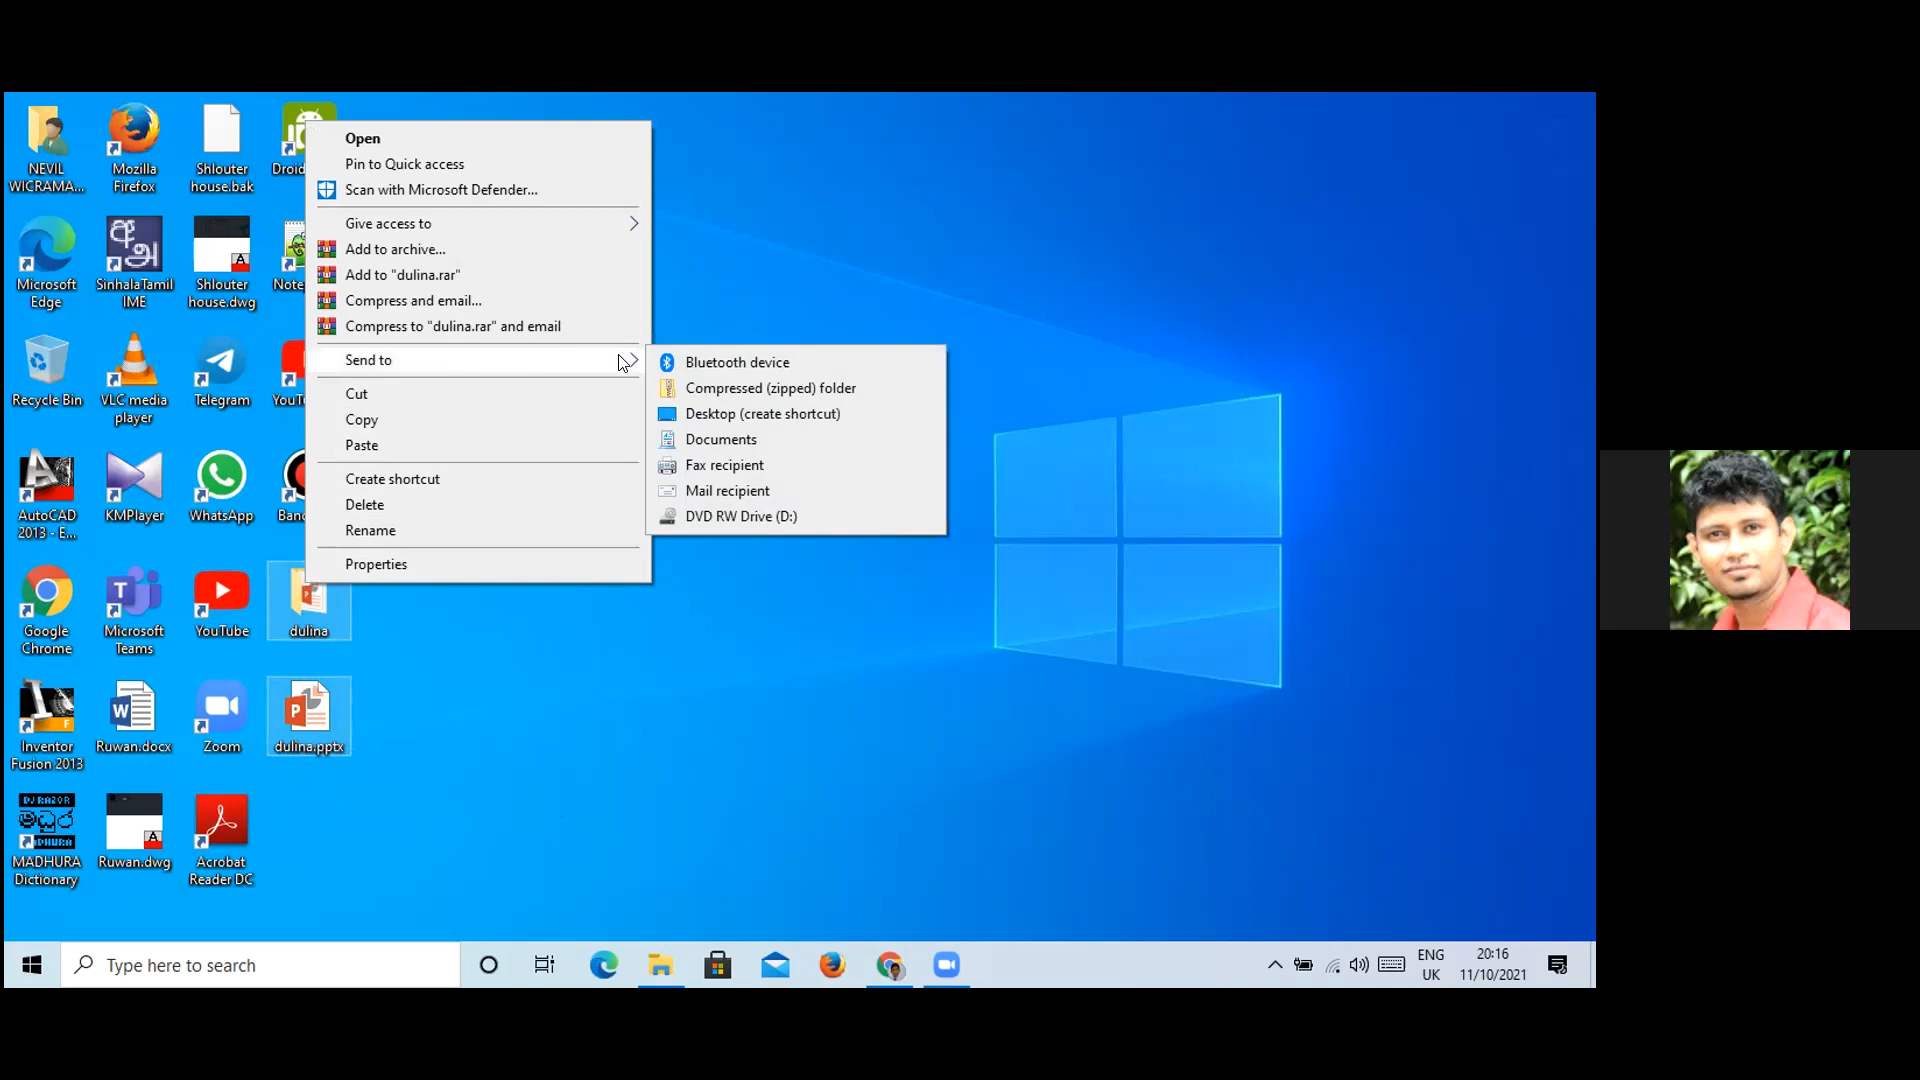 NEVIL
WICRAMA...
Mozilla
Firefox
Shlouter
house.bak
Droid
Microsoft
Edge
අ
அ
SinhalaTamil
IME
Shlouter
house.dwg
Note
Recycle Bin
VLC media
player
Telegram
YouT
AutoCAD
2013 - E...
KMPlayer
WhatsApp
Banc
Google
Chrome
Microsoft
Teams
YouTube
dulina
Inventor
Fusion 2013
Ruwan.docx
Zoom
dulina.pptx
DJ RAZOR
MADHURA
Dictionary
Ruwan.dwg
Acrobat
Reader DC
Open
Pin to Quick access
Scan with Microsoft Defender...
Give access to
Add to archive...
Add to "dulina.rar"
Compress and email...
Compress to "dulina.rar" and email
Send to
Cut
Copy
Paste
Create shortcut
Delete
Rename
Properties
Bluetooth device
Compressed (zipped) folder
Desktop (create shortcut)
Documents
Fax recipient
Mail recipient
DVD RW Drive (D:)
Type here to search
ENG
UK
20:16
11/10/2021